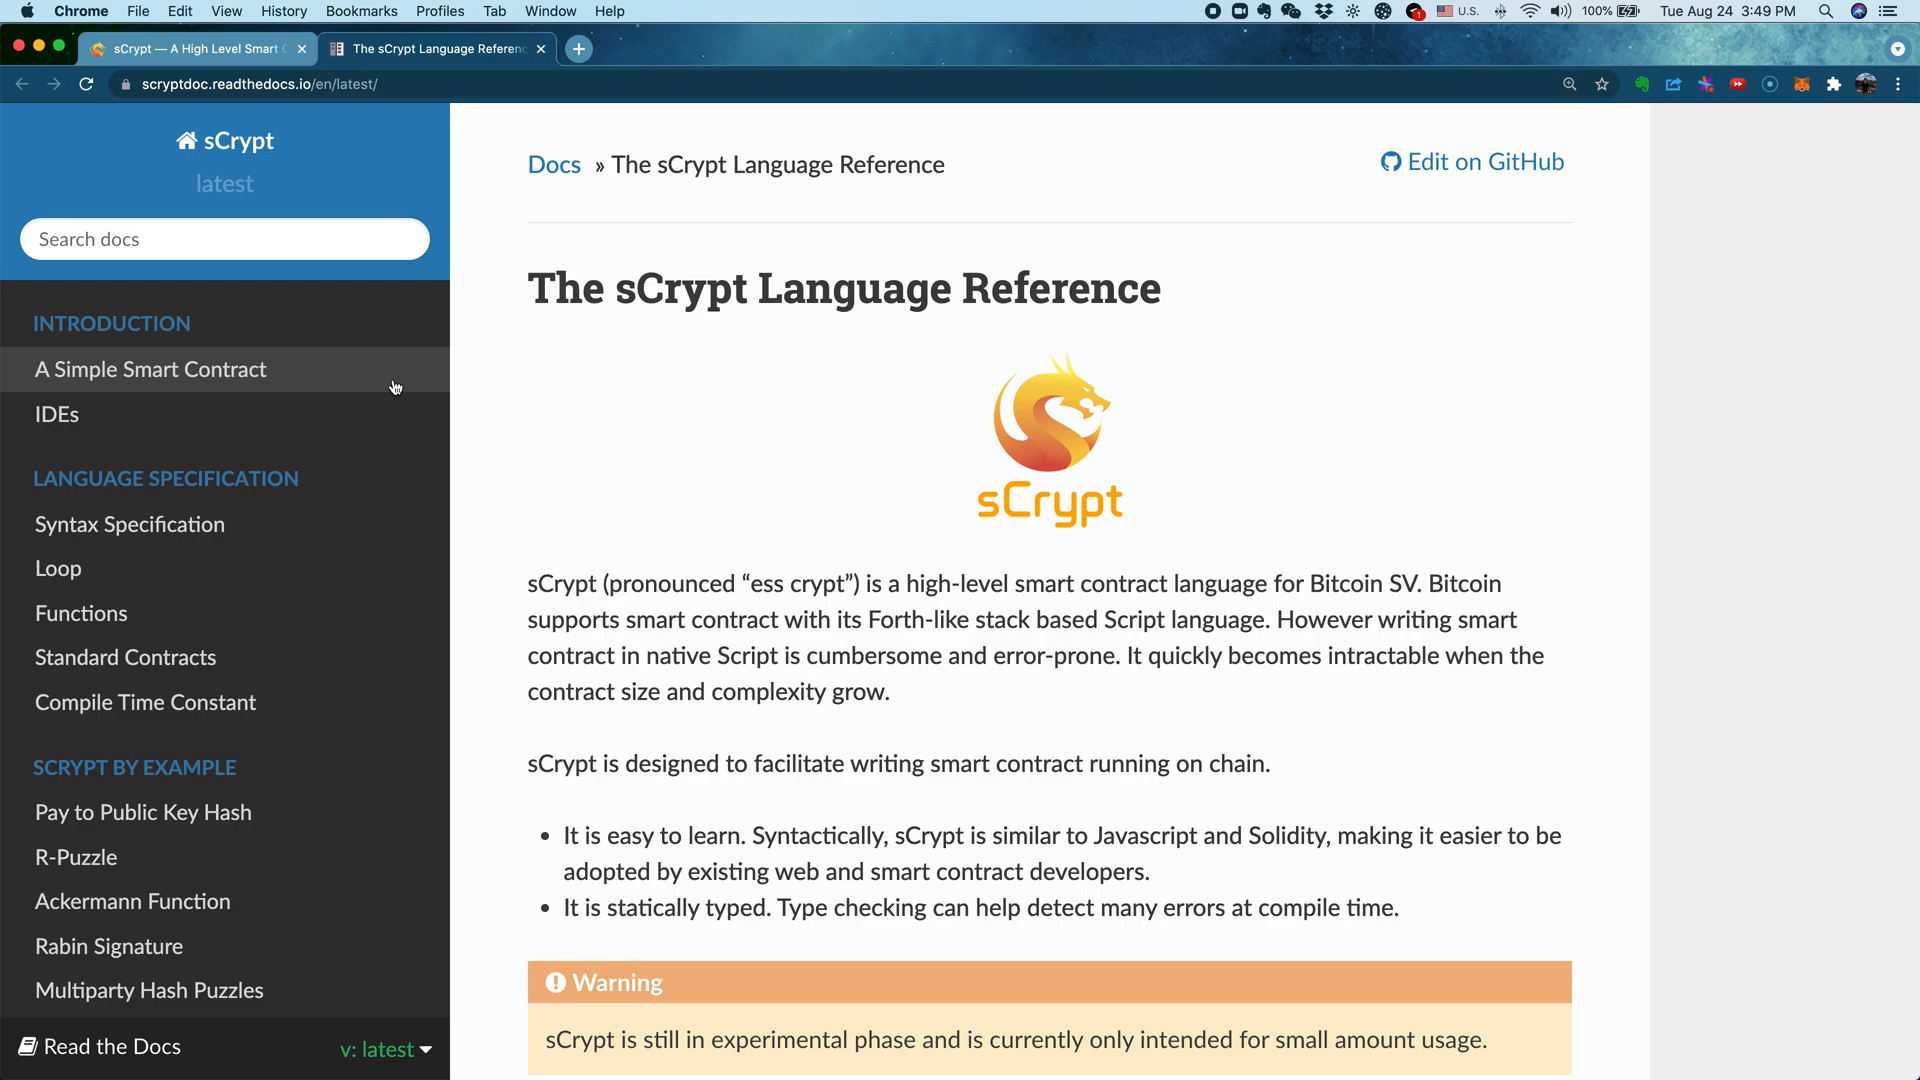 Chrome File Edit View History Bookmarks Profiles Tab Window Help 1 U.S. 100% Tue Aug 24 3:49 PM
sCrypt — A High Level Smart C
The sCrypt Language Referenc
scryptdoc.readthedocs.io/en/latest/
sCrypt
latest
Search docs
INTRODUCTION
A Simple Smart Contract
IDEs
LANGUAGE SPECIFICATION
Syntax Specification
Loop
Functions
Standard Contracts
Compile Time Constant
SCRYPT BY EXAMPLE
Pay to Public Key Hash
R-Puzzle
Ackermann Function
Rabin Signature
Multiparty Hash Puzzles
Read the Docs v: latest
Docs » The sCrypt Language Reference
Edit on GitHub
The sCrypt Language Reference
sCrypt
sCrypt (pronounced “ess crypt”) is a high-level smart contract language for Bitcoin SV. Bitcoin
supports smart contract with its Forth-like stack based Script language. However writing smart
contract in native Script is cumbersome and error-prone. It quickly becomes intractable when the
contract size and complexity grow.
sCrypt is designed to facilitate writing smart contract running on chain.
• It is easy to learn. Syntactically, sCrypt is similar to Javascript and Solidity, making it easier to be
adopted by existing web and smart contract developers.
• It is statically typed. Type checking can help detect many errors at compile time.
Warning
sCrypt is still in experimental phase and is currently only intended for small amount usage.